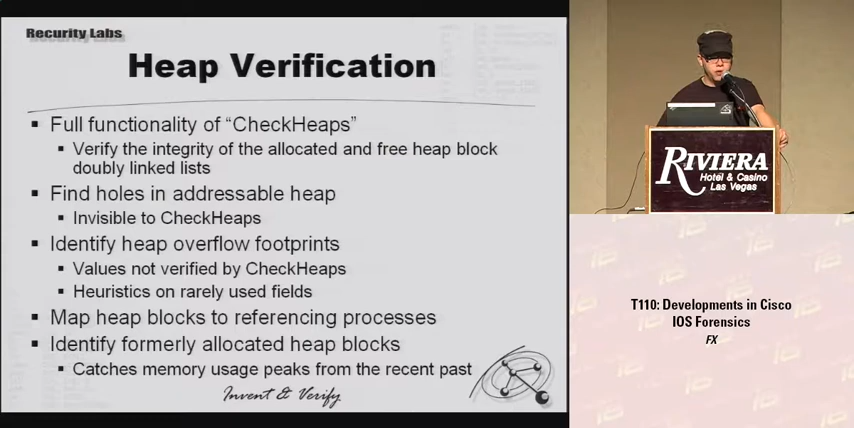 Recurity Labs
Heap Verification
Full functionality of “CheckHeaps”
Verify the integrity of the allocated and free heap block
doubly linked lists
Find holes in addressable heap
Invisible to CheckHeaps
Identify heap overflow footprints
Values not verified by CheckHeaps
Heuristics on rarely used fields
Map heap blocks to referencing processes
Identify formerly allocated heap blocks
Catches memory usage peaks from the recent past
Invent & Verify
RIVIERA
Hotel & Casino
Las Vegas
T110: Developments in Cisco
IOS Forensics
FX